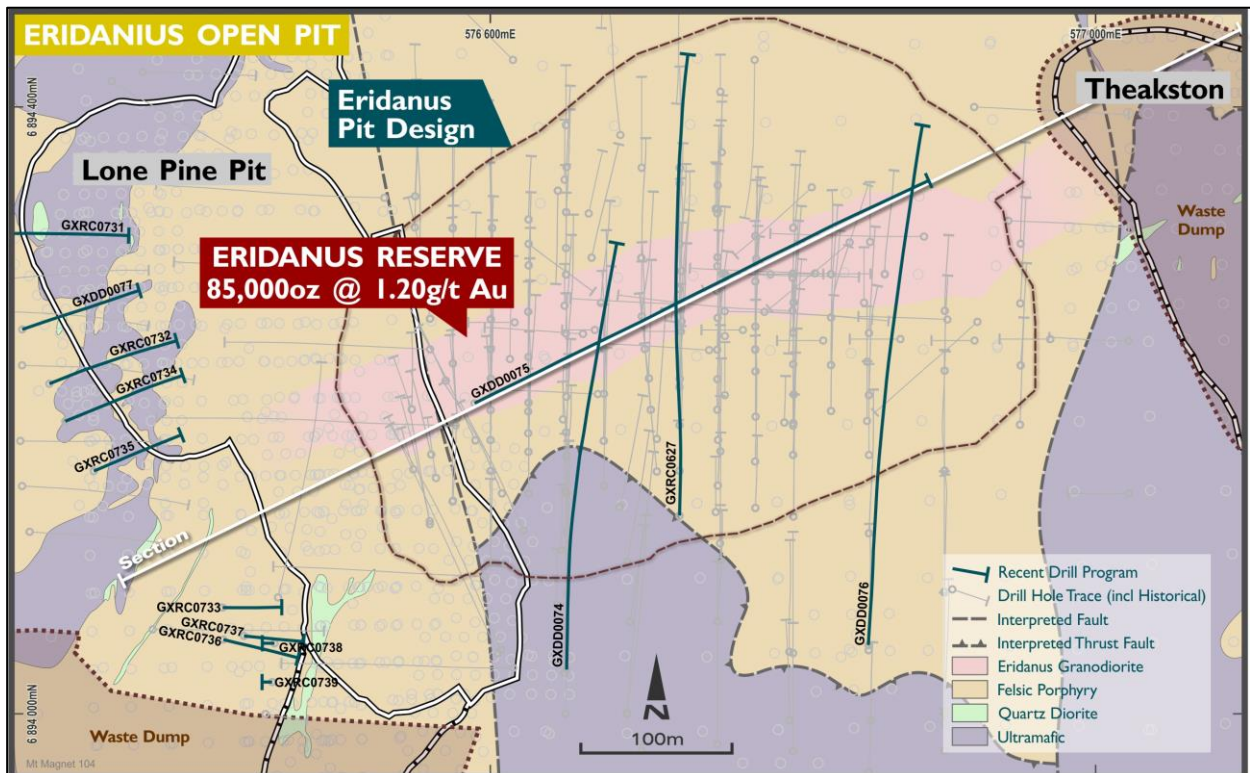 ERIDANIUS OPEN PIT
576 600mE
577 000mE
6 894 400mN
Eridanus
Pit Design
Theakston
Lone Pine Pit
Waste
Dump
GXRC0731
ERIDANUS RESERVE
85,000oz @ 1.20g/t Au
GXDD0077
GXRC0732
GXRC0734
GXDD0075
GXRC0735
GXRC0627
Section
GXRC0733
GXRC0737
GXRC0736
GXRC0738
GXRC0739
GXDD0074
GXDD0076
Recent Drill Program
Drill Hole Trace (incl Historical)
Interpreted Fault
Interpreted Thrust Fault
Eridanus Granodiorite
Felsic Porphyry
Quartz Diorite
Ultramafic
N
100m
6 894 000mN
Waste Dump
Mt Magnet 104